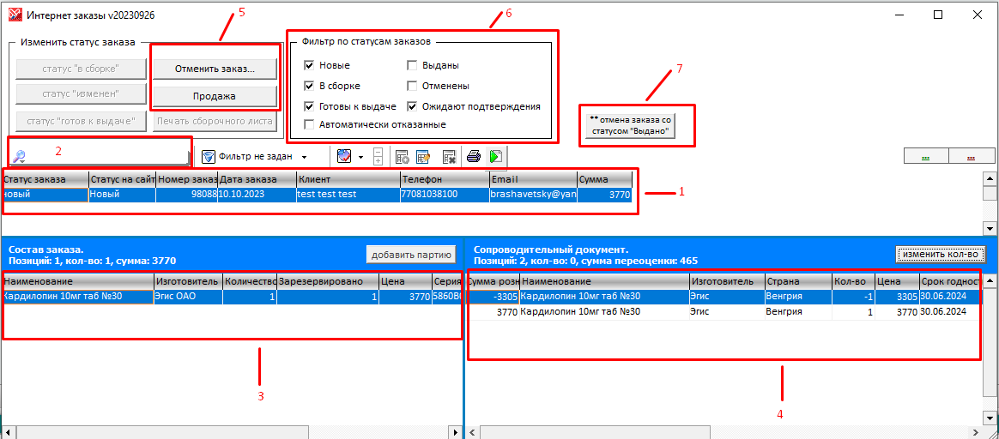 Интернет заказы v20230926
5
6
7
Изменить статус заказа
статус "в сборке"
Отменить заказ...
статус "изменен"
Продажа
статус "готов к выдаче"
Печать сборочного листа
Фильтр по статусам заказов
Новые
Выданы
В сборке
Отменены
Готовы к выдаче
Ожидают подтверждения
Автоматически отказанные
** отмена заказа со
статусом "Выдано"
2
Фильтр не задан
...
...
Статус заказа Статус на сайт Номер заказ Дата заказа Клиент Телефон Email Сумма
новый Новый 98088 10.10.2023 test test test 77081038100 brashavetsky@yan 3770
1
Состав заказа.
Позиций: 1, кол-во: 1, сумма: 3770
добавить партию
Сопроводительный документ.
Позиций: 2, кол-во: 0, сумма переоценки: 465
изменить кол-во
Наименование Изготовитель Количество Зарезервировано Цена Серия
Кардилопин 10мг таб №30 Эгис ОАО 1 1 3770 5860B0
Сумма розн Наименование Изготовитель Страна Кол-во Цена Срок годност
-3305 Кардилопин 10мг таб №30 Эгис Венгрия -1 3305 30.06.2024
3770 Кардилопин 10мг таб №30 Эгис Венгрия 1 3770 30.06.2024
3
4